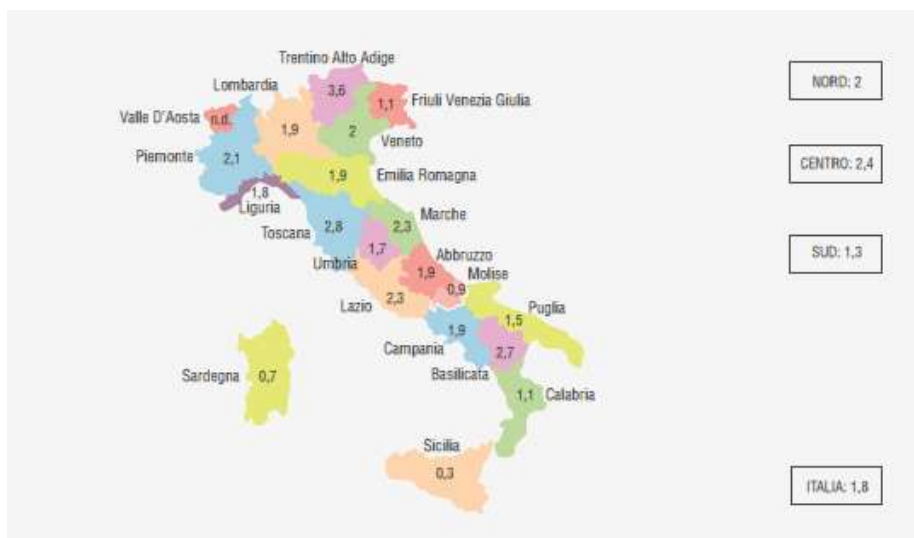 Trentino Alto Adige
3,6
Lombardia
1,9
Friuli Venezia Giulia
1,1
Valle D'Aosta
n.d.
Veneto
2
Piemonte
2,1
Emilia Romagna
1,9
Liguria
1,8
Marche
2,3
Toscana
2,8
Umbria
1,7
Abbruzzo
1,9
Molise
0,9
Lazio
2,3
Puglia
1,5
Campania
1,9
Basilicata
2,7
Sardegna
0,7
Calabria
1,1
Sicilia
0,3
NORD: 2
CENTRO: 2,4
SUD: 1,3
ITALIA: 1,8